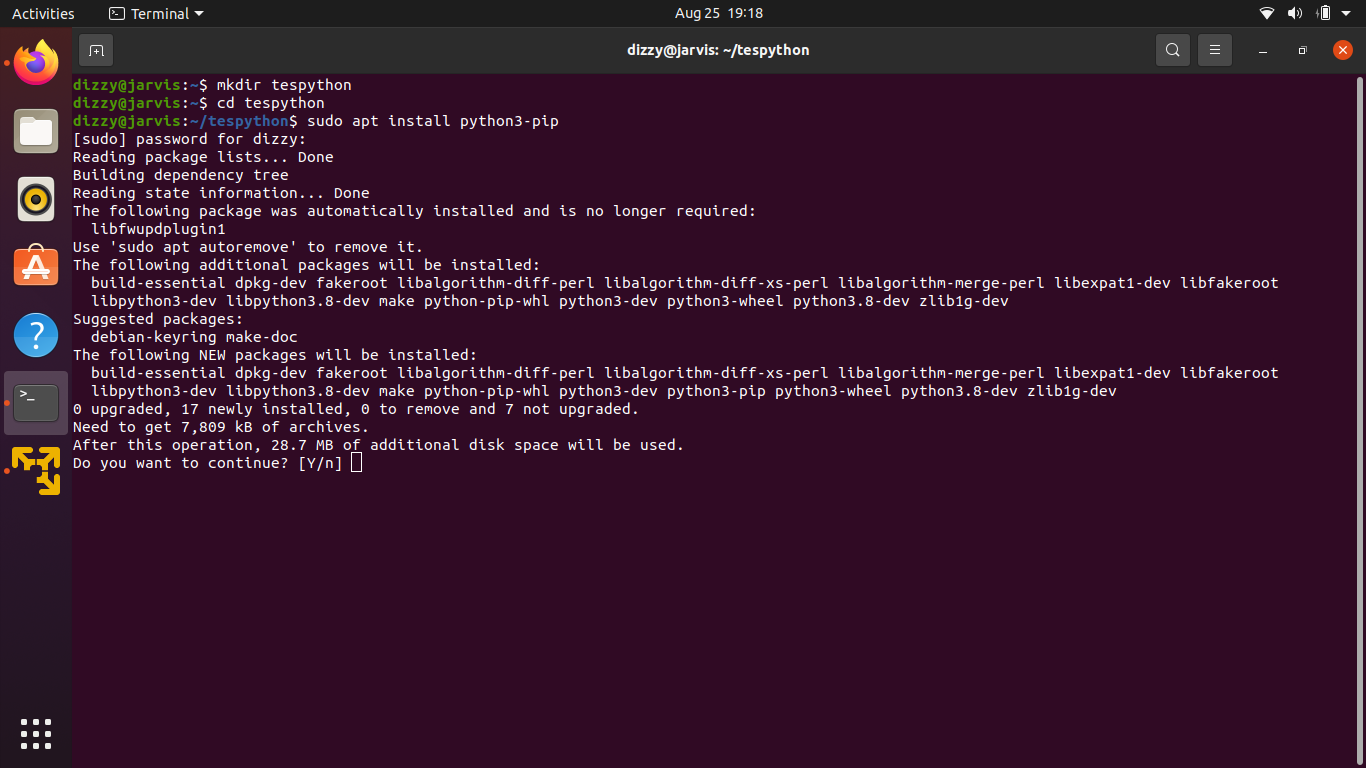 Activities Terminal Aug 25 19:18
dizzy@jarvis: ~/tespython
dizzy@jarvis:~$ mkdir tespython
dizzy@jarvis:~$ cd tespython
dizzy@jarvis:~/tespython$ sudo apt install python3-pip
[sudo] password for dizzy:
Reading package lists... Done
Building dependency tree
Reading state information... Done
The following package was automatically installed and is no longer required:
  libfwupdplugin1
Use 'sudo apt autoremove' to remove it.
The following additional packages will be installed:
  build-essential dpkg-dev fakeroot libalgorithm-diff-perl libalgorithm-diff-xs-perl libalgorithm-merge-perl libexpat1-dev libfakeroot
  libpython3-dev libpython3.8-dev make python-pip-whl python3-dev python3-wheel python3.8-dev zlib1g-dev
Suggested packages:
  debian-keyring make-doc
The following NEW packages will be installed:
  build-essential dpkg-dev fakeroot libalgorithm-diff-perl libalgorithm-diff-xs-perl libalgorithm-merge-perl libexpat1-dev libfakeroot
  libpython3-dev libpython3.8-dev make python-pip-whl python3-dev python3-pip python3-wheel python3.8-dev zlib1g-dev
0 upgraded, 17 newly installed, 0 to remove and 7 not upgraded.
Need to get 7,809 kB of archives.
After this operation, 28.7 MB of additional disk space will be used.
Do you want to continue? [Y/n]